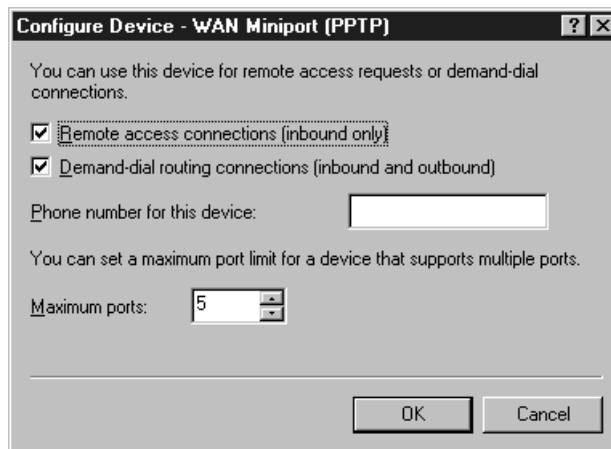 Configure Device - WAN Miniport (PPTP)
You can use this device for remote access requests or demand-dial
connections.
Remote access connections (inbound only)
Demand-dial routing connections (inbound and outbound)
Phone number for this device:
You can set a maximum port limit for a device that supports multiple ports.
Maximum ports: 5
OK Cancel